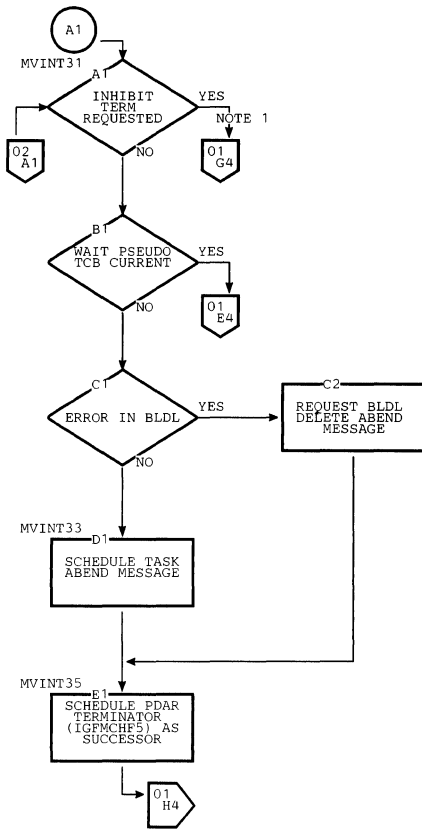 A1
MVINT31
A1
INHIBIT
TERM
REQUESTED
YES
NOTE 1
02
A1
01
G4
NO
B1
WAIT PSEUDO
TCB CURRENT
YES
01
E4
NO
C1
ERROR IN BLDL
YES
C2
REQUEST BLDL
DELETE ABEND
MESSAGE
NO
MVINT33
D1
SCHEDULE TASK
ABEND MESSAGE
MVINT35
E1
SCHEDULE PDAR
TERMINATOR
(IGFMCHF5) AS
SUCCESSOR
01
H4